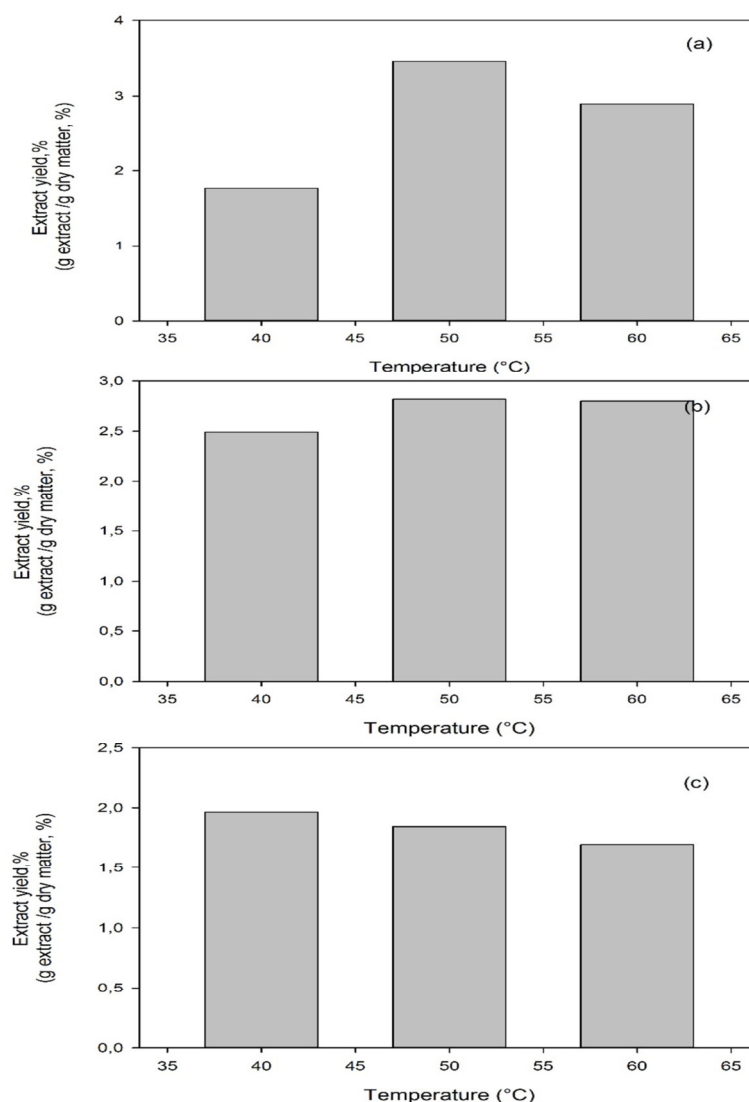 (a)
Extract yield,%
(g extract /g dry matter, %)
4
3
2
1
0
35 40 45 50 55 60 65
Temperature (°C)
(b)
Extract yield,%
(g extract /g dry matter, %)
3,0
2,5
2,0
1,5
1,0
0,5
0,0
35 40 45 50 55 60 65
Temperature (°C)
(c)
Extract yield,%
(g extract /g dry matter, %)
2,5
2,0
1,5
1,0
0,5
0,0
35 40 45 50 55 60 65
Temperature (°C)